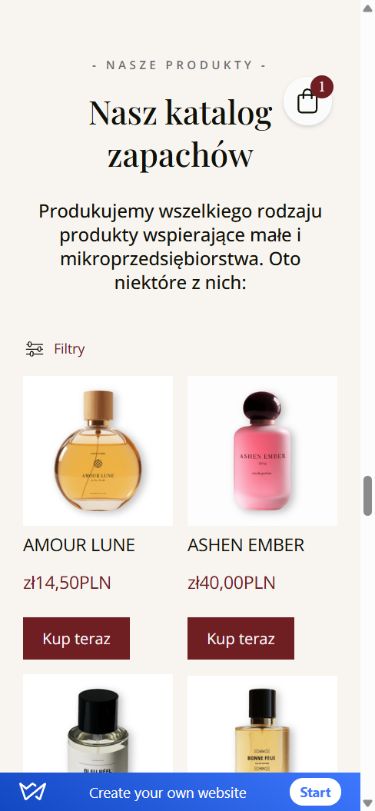 - NASZE PRODUKTY -
1
Nasz katalog
zapachów
Produkujemy wszelkiego rodzaju
produkty wspierające małe i
mikroprzedsiębiorstwa. Oto
niektóre z nich:
Filtry
AMOUR LUNE
ASHEN EMBER
AMOUR LUNE
ASHEN EMBER
zł14,50PLN
zł40,00PLN
Kup teraz
Kup teraz
BONNE FEUE
Create your own website
Start